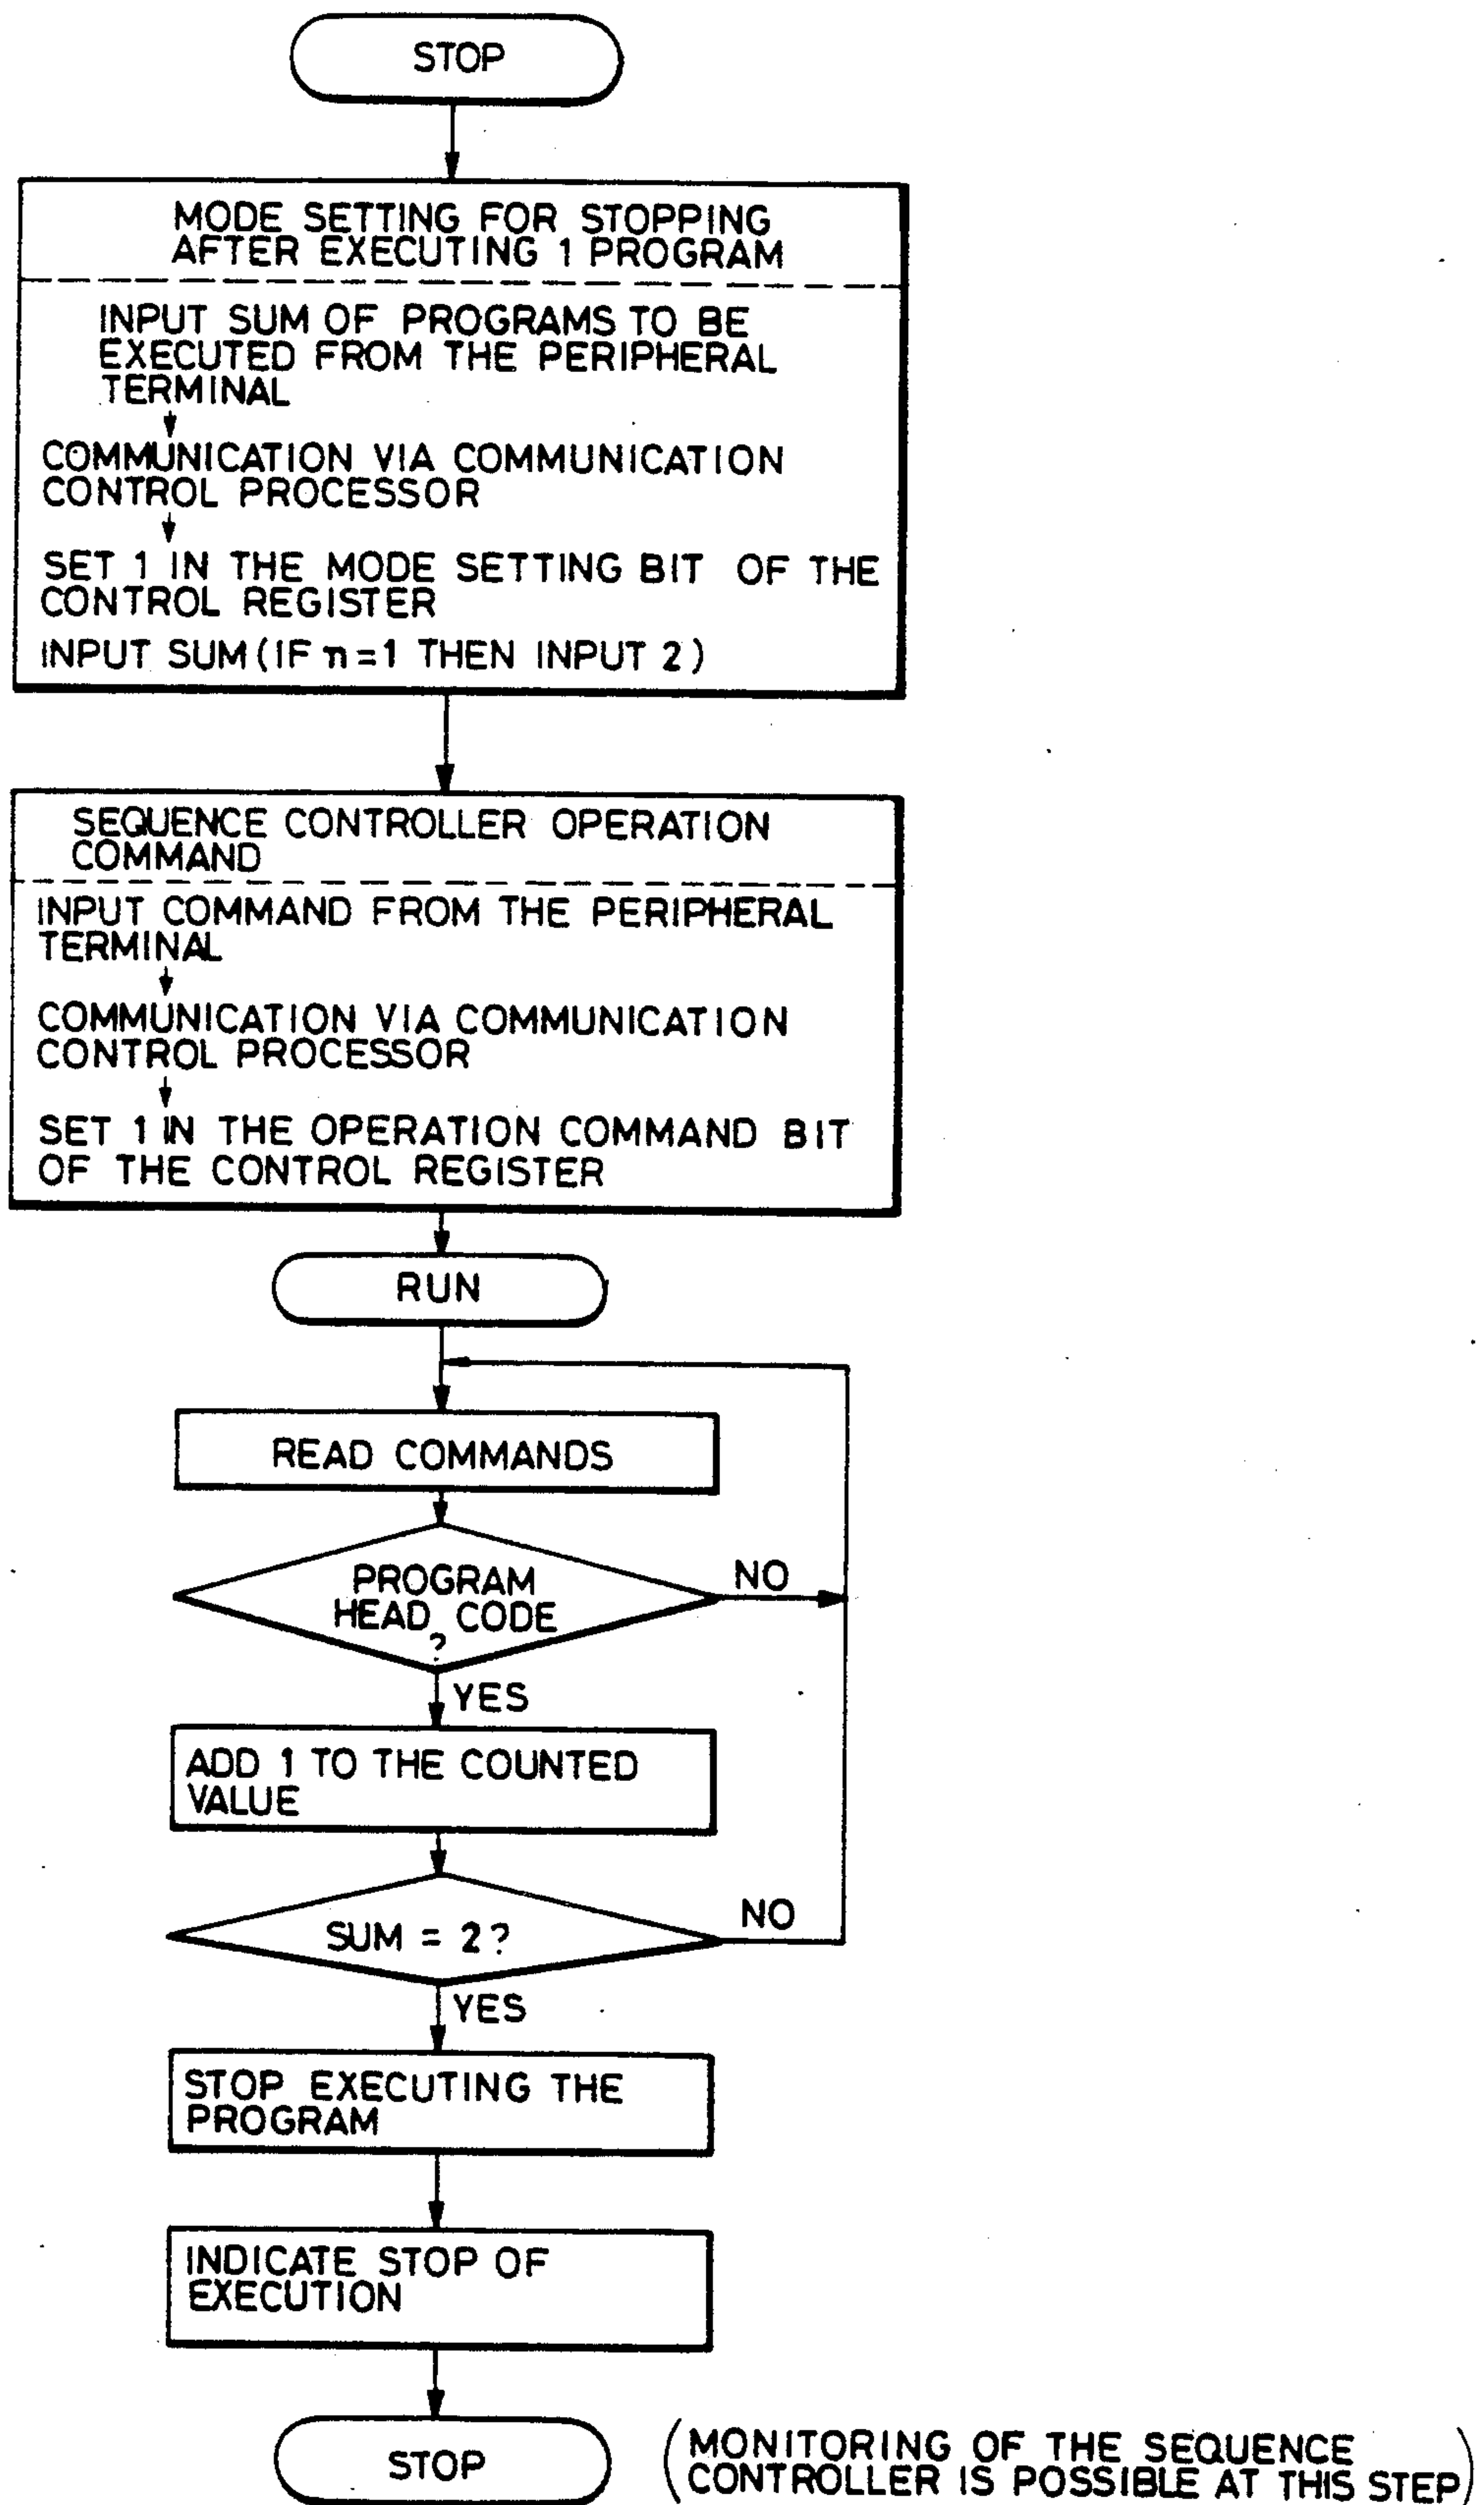 STOP
MODE SETTING FOR STOPPING
AFTER EXECUTING 1 PROGRAM
INPUT SUM OF PROGRAMS TO BE
EXECUTED FROM THE PERIPHERAL
TERMINAL
COMMUNICATION VIA COMMUNICATION
CONTROL PROCESSOR
SET 1 IN THE MODE SETTING BIT OF THE
CONTROL REGISTER
INPUT SUM (IF n=1 THEN INPUT 2)
SEQUENCE CONTROLLER OPERATION
COMMAND
INPUT COMMAND FROM THE PERIPHERAL
TERMINAL
COMMUNICATION VIA COMMUNICATION
CONTROL PROCESSOR
SET 1 IN THE OPERATION COMMAND BIT
OF THE CONTROL REGISTER
RUN
READ COMMANDS
PROGRAM
HEAD CODE
?
NO
YES
ADD 1 TO THE COUNTED
VALUE
SUM = 2?
NO
YES
STOP EXECUTING THE
PROGRAM
INDICATE STOP OF
EXECUTION
STOP
(MONITORING OF THE SEQUENCE
CONTROLLER IS POSSIBLE AT THIS STEP)